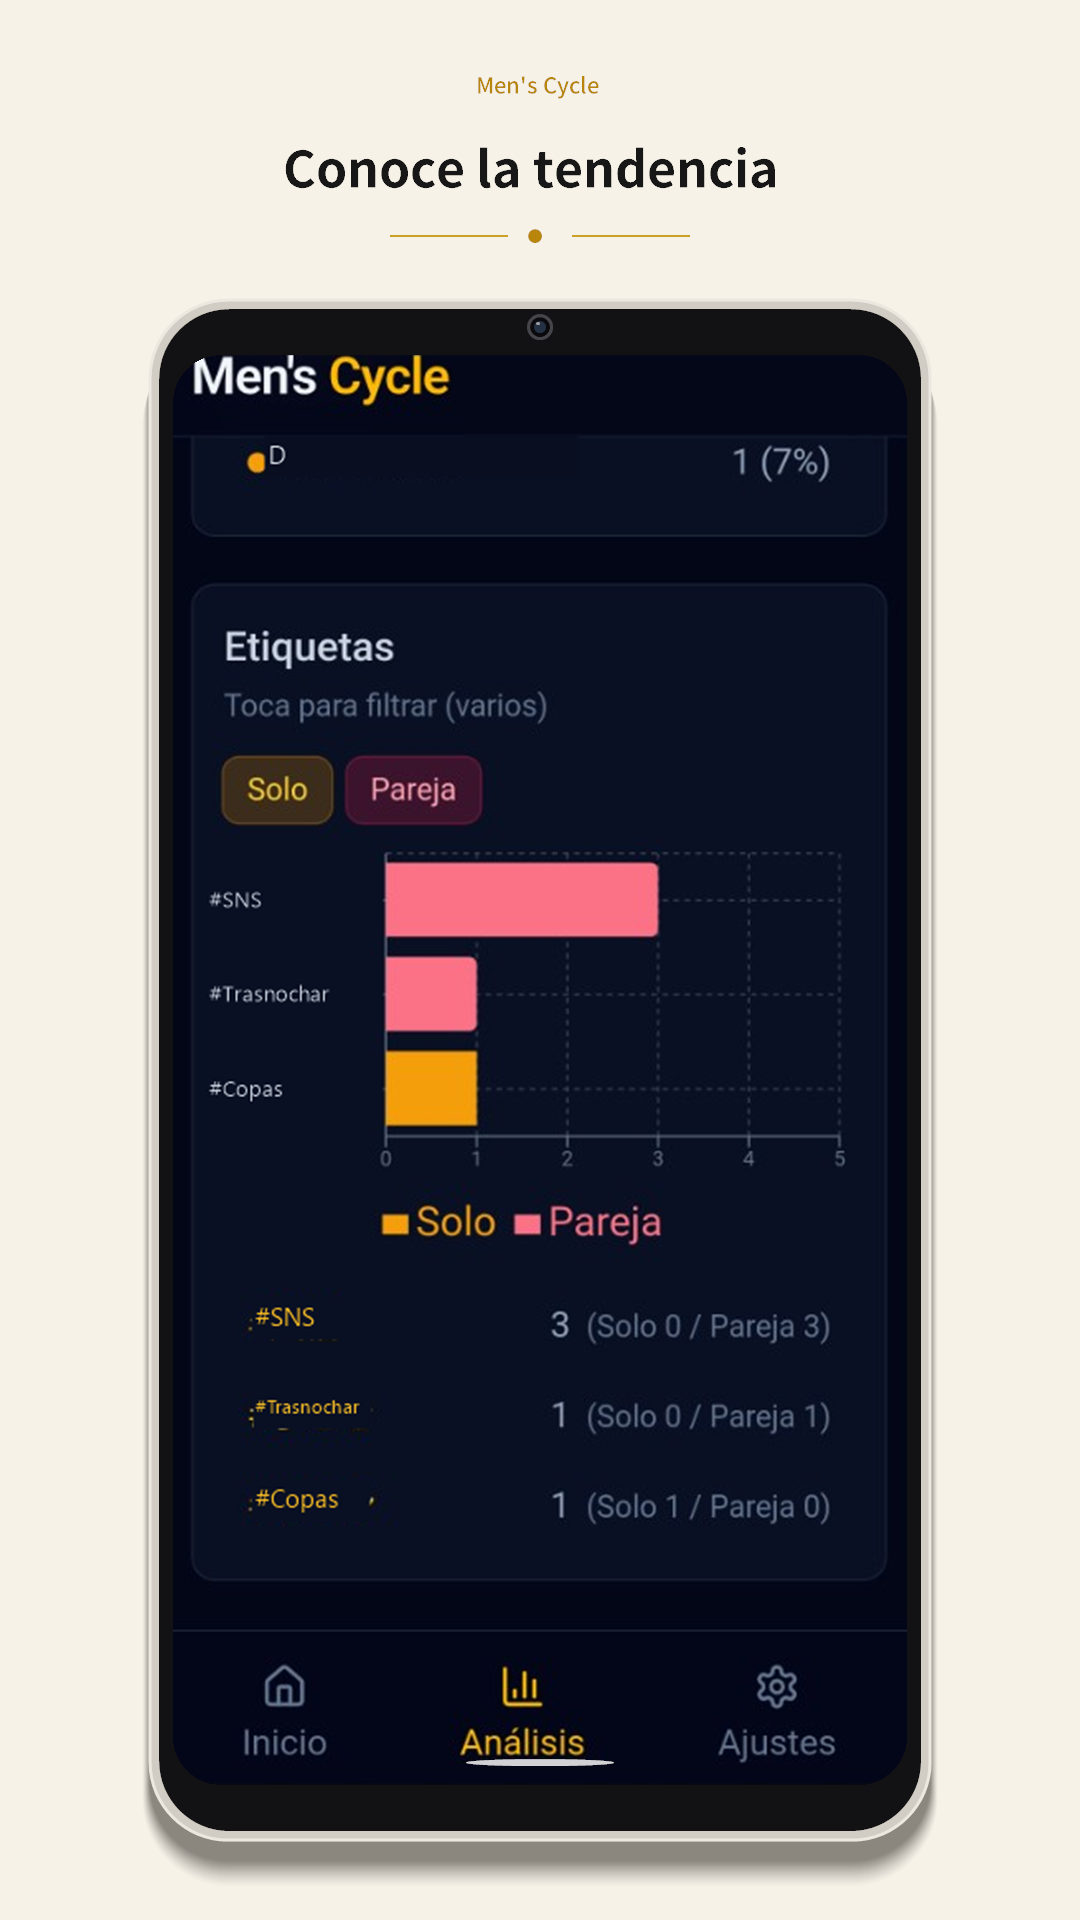 Men's Cycle
Conoce la tendencia
Men's Cycle
D 1 (7%)
Etiquetas
Toca para filtrar (varios)
Solo Pareja
#SNS
#Trasnochar
#Copas
0 1 2 3 4 5
Solo Pareja
#SNS 3 (Solo 0 / Pareja 3)
#Trasnochar 1 (Solo 0 / Pareja 1)
#Copas 1 (Solo 1 / Pareja 0)
Inicio Análisis Ajustes